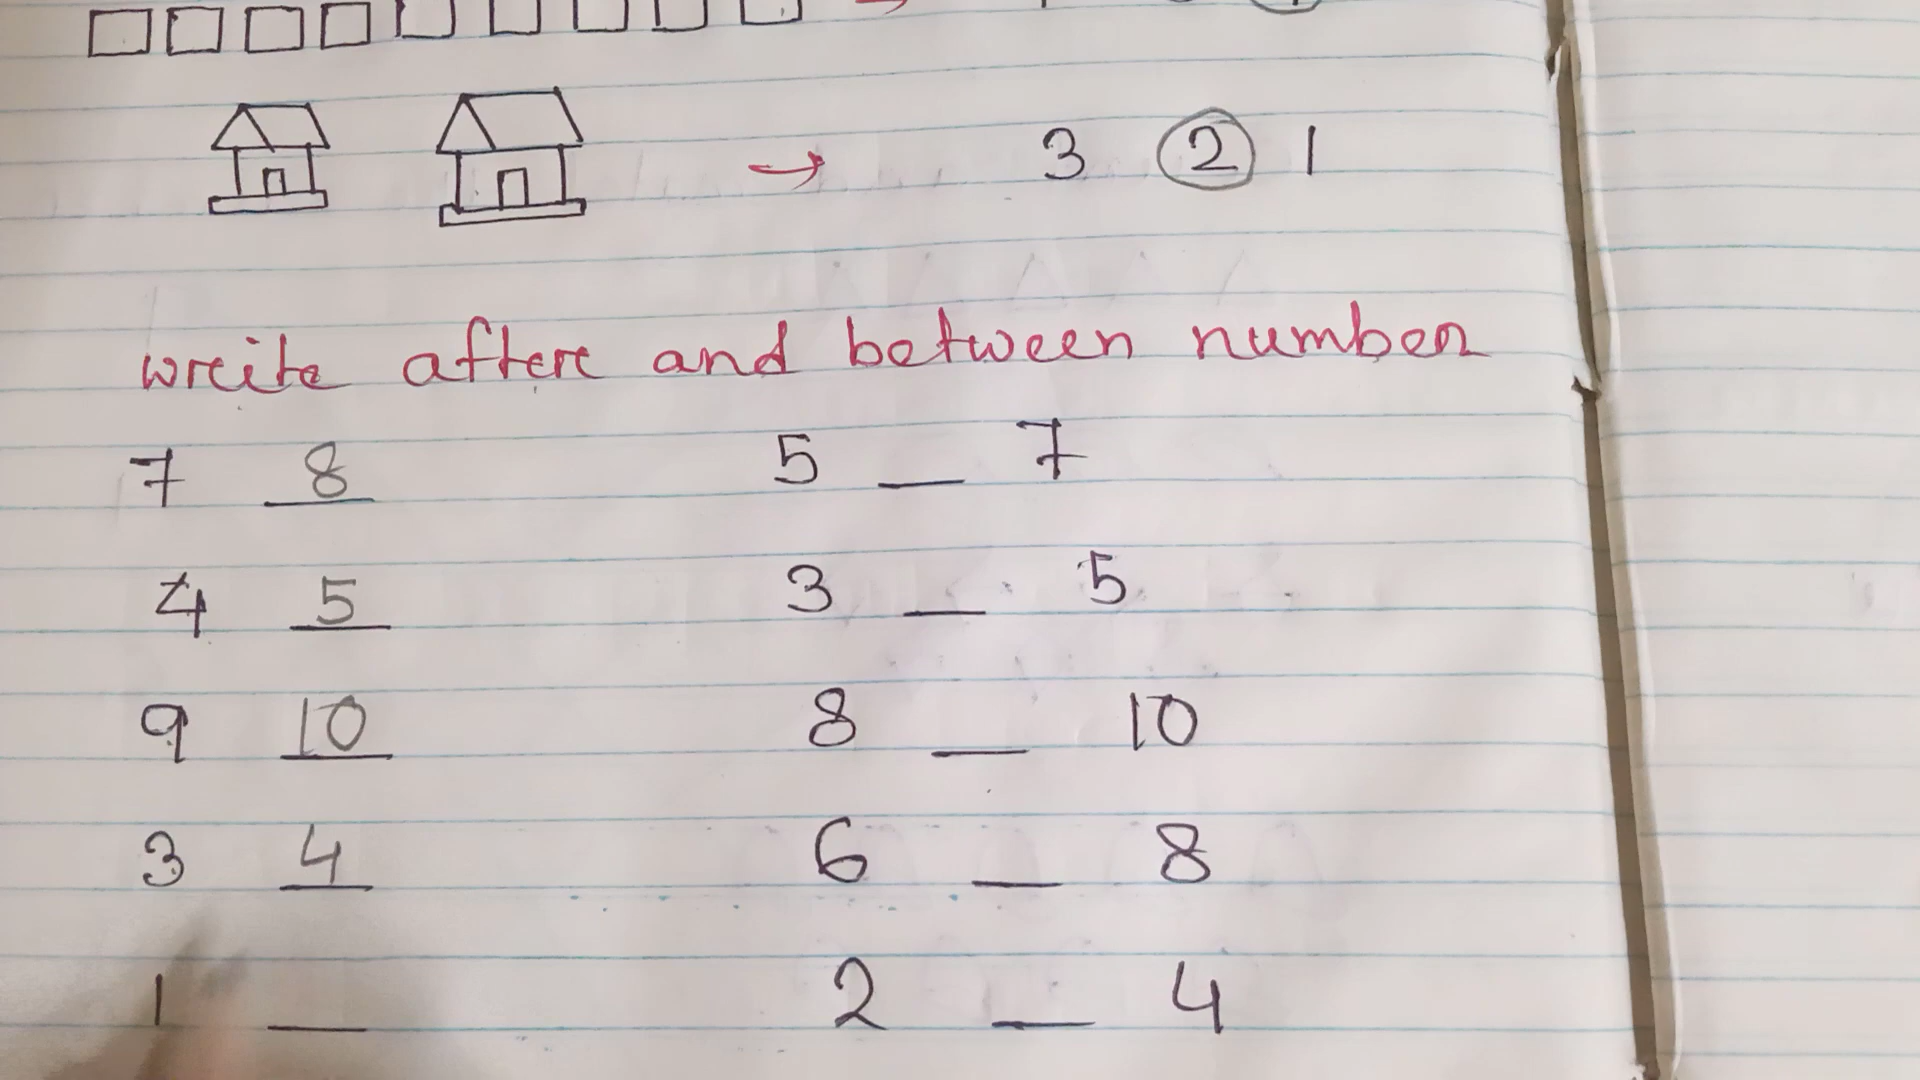 3 2 1
write after and between number
7 8 5 _ 7
4 5 3 _ 5
9 10 8 _ 10
3 4 6 _ 8
1 _ 2 _ 4